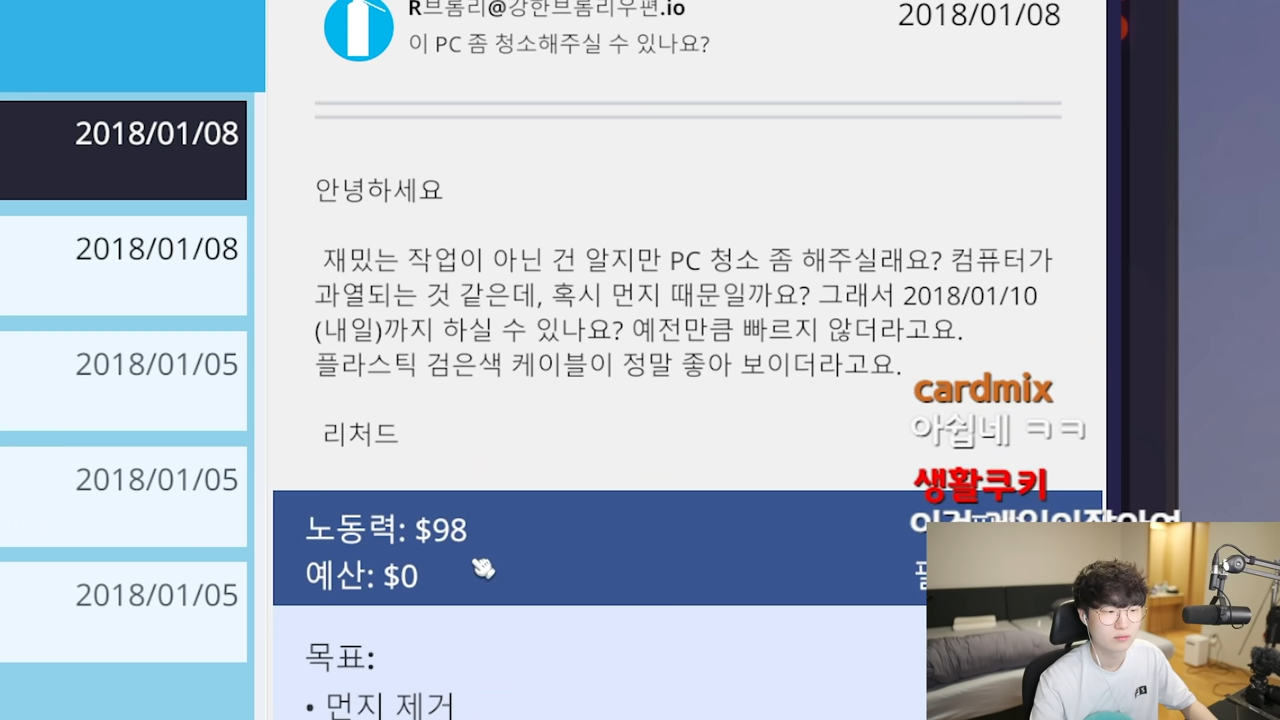 R브롬리@강한브롬리우편.io
2018/01/08
이 PC 좀 청소해주실 수 있나요?
2018/01/08
2018/01/08
2018/01/05
2018/01/05
2018/01/05
안녕하세요
재밌는 작업이 아닌 건 알지만 PC 청소 좀 해주실래요? 컴퓨터가
과열되는 것 같은데, 혹시 먼지 때문일까요? 그래서 2018/01/10
(내일)까지 하실 수 있나요? 예전만큼 빠르지 않더라고요.
플라스틱 검은색 케이블이 정말 좋아 보이더라고요.
리처드
cardmix
아쉽네 ㅋㅋ
생활쿠키
노동력: $98
예산: $0
목표:
• 먼지 제거